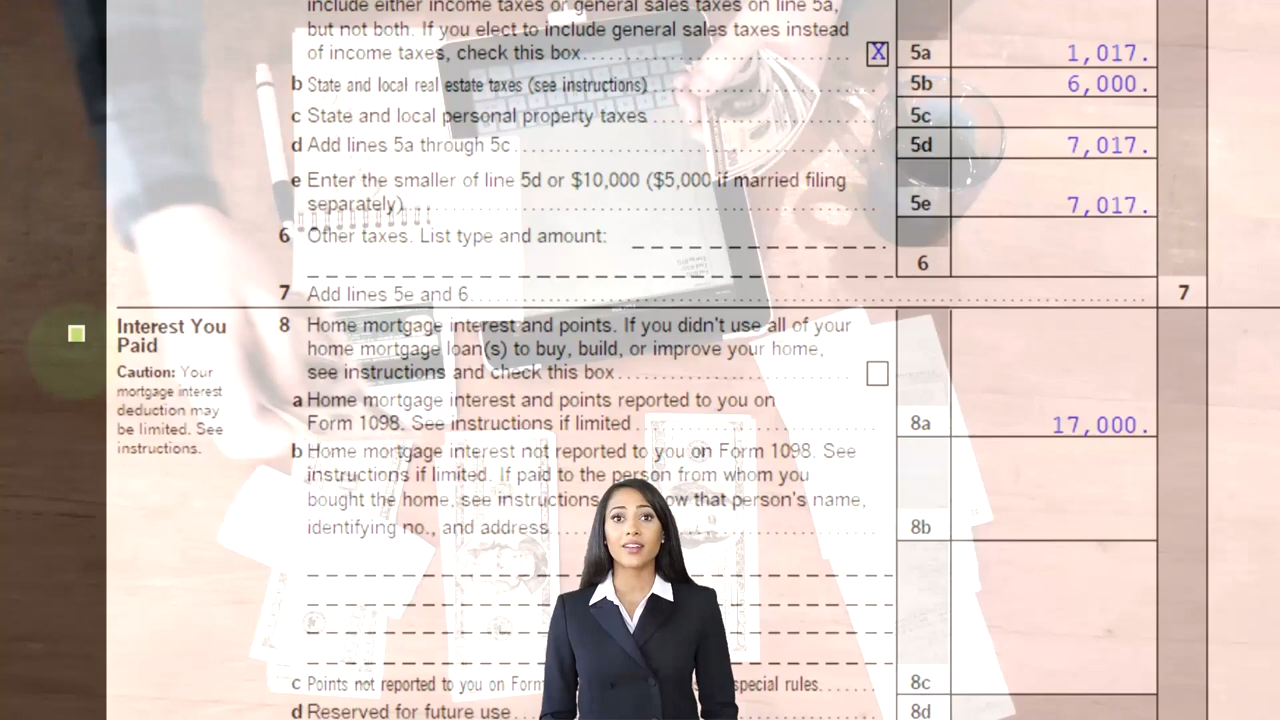 include either income taxes or general sales taxes on line 5a,
but not both. If you elect to include general sales taxes instead
of income taxes, check this box X 5a 1,017.
b State and local real estate taxes (see instructions) 5b 6,000.
c State and local personal property taxes 5c
d Add lines 5a through 5c 5d 7,017.
e Enter the smaller of line 5d or $10,000 ($5,000 if married filing
separately) 5e 7,017.
6 Other taxes. List type and amount:
6
7 Add lines 5e and 6 7
Interest You
Paid
Caution: Your
mortgage interest
deduction may
be limited. See
instructions.
8 Home mortgage interest and points. If you didn't use all of your
home mortgage loan(s) to buy, build, or improve your home,
see instructions and check this box
a Home mortgage interest and points reported to you on
Form 1098. See instructions if limited 8a 17,000.
b Home mortgage interest not reported to you on Form 1098. See
instructions if limited. If paid to the person from whom you
bought the home, see instructions that person's name,
identifying no., and address 8b
c Points not reported to you on special rules. 8c
d Reserved for future use 8d